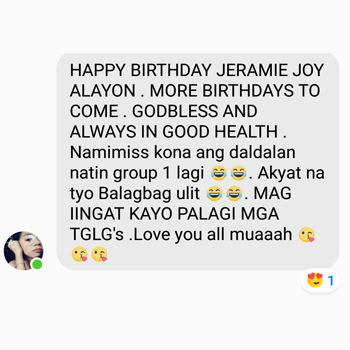 HAPPY BIRTHDAY JERAMIE JOY
ALAYON . MORE BIRTHDAYS TO
COME . GODBLESS AND
ALWAYS IN GOOD HEALTH .
Namimiss kona ang daldalan
natin group 1 lagi 😂😂. Akyat na
tyo Balagbag ulit 😂😂. MAG
IINGAT KAYO PALAGI MGA
TGLG's .Love you all muaaah 😘
😘😘
😍 1